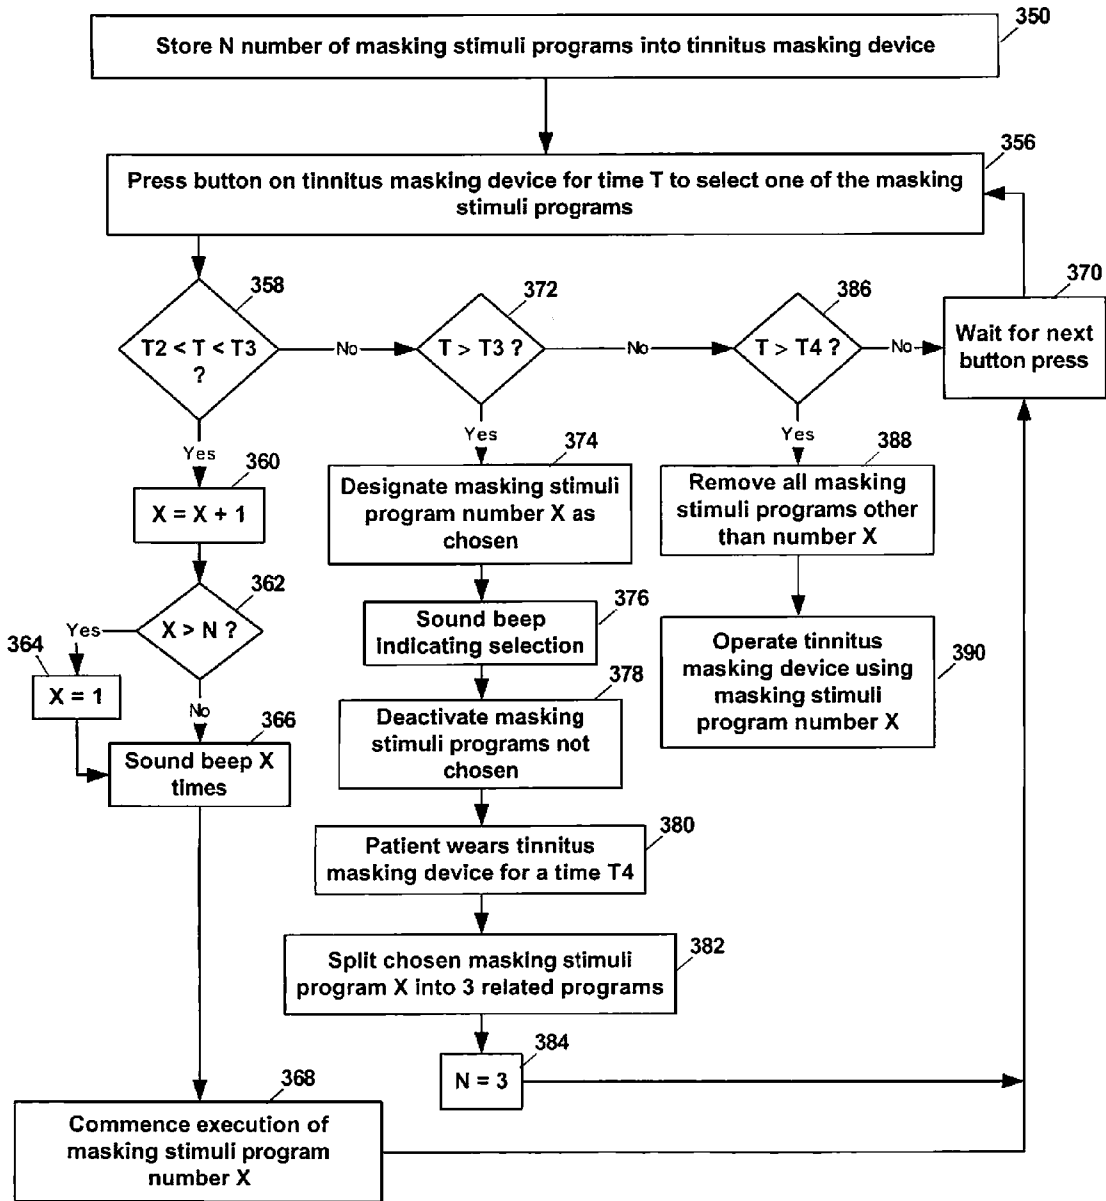 350
Store N number of masking stimuli programs into tinnitus masking device
356
Press button on tinnitus masking device for time T to select one of the masking
stimuli programs
358
T2 < T < T3
?
No
372
T > T3 ?
No
386
T > T4 ?
No
370
Wait for next
button press
Yes
360
X = X + 1
362
X > N ?
Yes
364
X = 1
No
366
Sound beep X
times
368
Commence execution of
masking stimuli program
number X
Yes
374
Designate masking stimuli
program number X as
chosen
376
Sound beep
indicating selection
378
Deactivate masking
stimuli programs not
chosen
380
Patient wears tinnitus
masking device for a time T4
382
Split chosen masking stimuli
program X into 3 related programs
384
N = 3
Yes
388
Remove all masking
stimuli programs other
than number X
390
Operate tinnitus
masking device using
masking stimuli
program number X